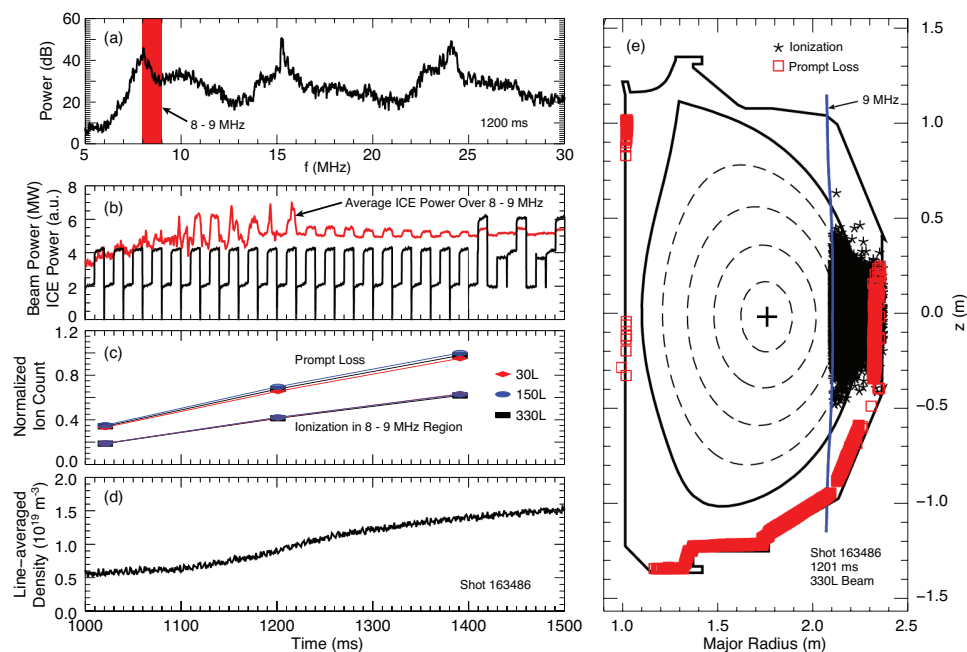 (a)
60
40
20
0
Power (dB)
8 - 9 MHz
1200 ms
5 10 15 20 25 30
f (MHz)
(b)
8
6
4
2
0
Beam Power (MW)
ICE Power (a.u.)
Average ICE Power Over 8 - 9 MHz
(c)
1.2
0.8
0.4
0.0
Normalized
Ion Count
Prompt Loss
30L
150L
330L
Ionization in 8 - 9 MHz Region
(d)
2.0
1.5
1.0
0.5
0.0
Line-averaged
Density (10¹⁹ m⁻³)
Shot 163486
1000 1100 1200 1300 1400 1500
Time (ms)
(e)
Ionization
Prompt Loss
9 MHz
1.5
1.0
0.5
0.0
−0.5
−1.0
−1.5
z (m)
Shot 163486
1201 ms
330L Beam
1.0 1.5 2.0 2.5
Major Radius (m)